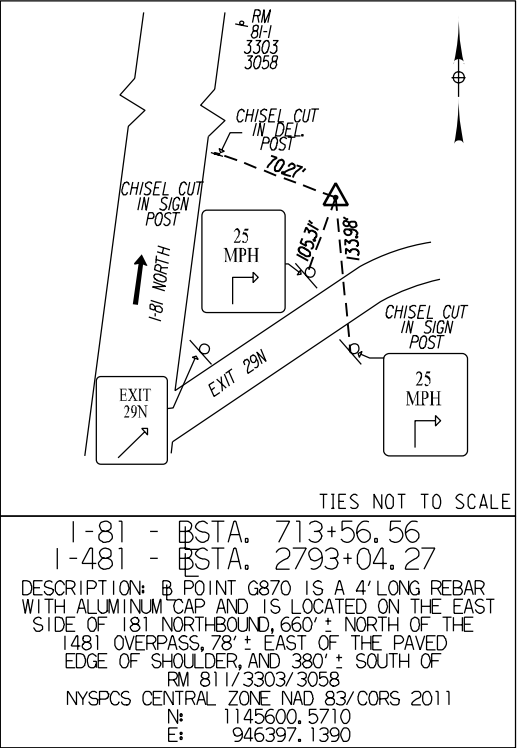 RM
81-1
3303
3058
CHISEL CUT
IN DEL.
POST
70.27'
CHISEL CUT
IN SIGN
POST
25
MPH
105.31'
133.98'
I-81 NORTH
CHISEL CUT
IN SIGN
POST
EXIT 29N
EXIT
29N
25
MPH
TIES NOT TO SCALE
I-81 - BL STA. 713+56.56
I-481 - BL STA. 2793+04.27
DESCRIPTION: BL POINT G870 IS A 4' LONG REBAR
WITH ALUMINUM CAP AND IS LOCATED ON THE EAST
SIDE OF I81 NORTHBOUND, 660' ± NORTH OF THE
I481 OVERPASS, 78' ± EAST OF THE PAVED
EDGE OF SHOULDER, AND 380' ± SOUTH OF
RM 811/3303/3058
NYSPCS CENTRAL ZONE NAD 83/CORS 2011
N: 1145600.5710
E: 946397.1390